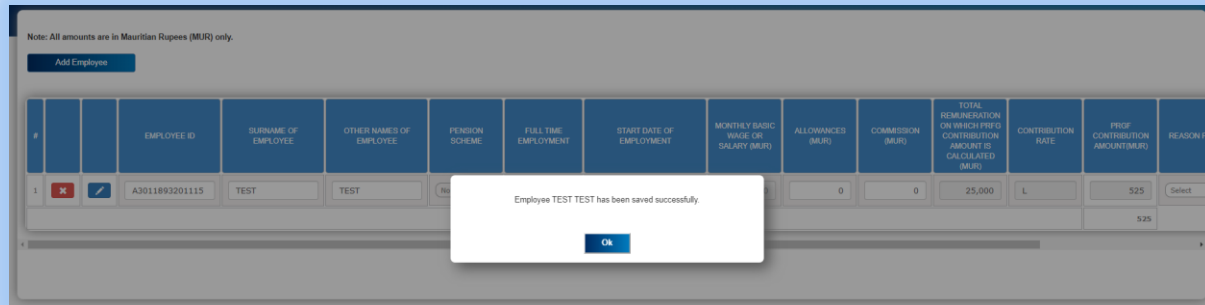 Note: All amounts are in Mauritian Rupees (MUR) only.
Add Employee
#
EMPLOYEE ID
SURNAME OF
EMPLOYEE
OTHER NAMES OF
EMPLOYEE
PENSION
SCHEME
FULL TIME
EMPLOYMENT
START DATE OF
EMPLOYMENT
MONTHLY BASIC
WAGE OR
SALARY (MUR)
ALLOWANCES
(MUR)
COMMISSION
(MUR)
TOTAL
REMUNERATION
ON WHICH PRFG
CONTRIBUTION
AMOUNT IS
CALCULATED
(MUR)
CONTRIBUTION
RATE
PRGF
CONTRIBUTION
AMOUNT(MUR)
REASON F
1
A3011893201115
TEST
TEST
No
0
0
25,000
L
525
Select
525
Employee TEST TEST has been saved successfully.
Ok